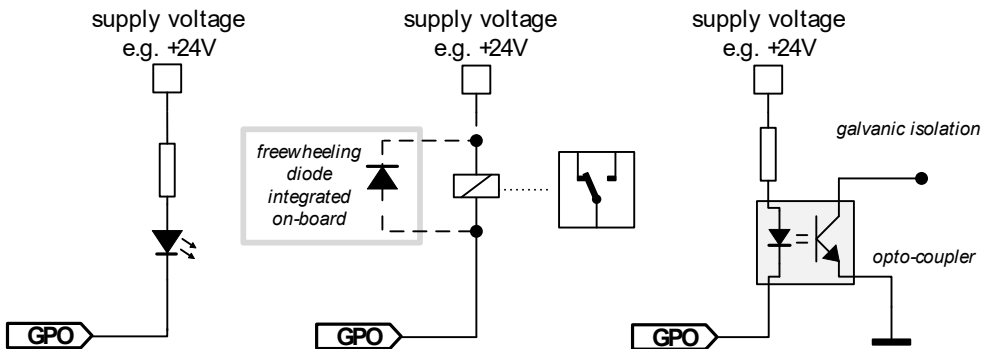 supply voltage
e.g. +24V
GPO
supply voltage
e.g. +24V
freewheeling
diode
integrated
on-board
GPO
supply voltage
e.g. +24V
galvanic isolation
opto-coupler
GPO